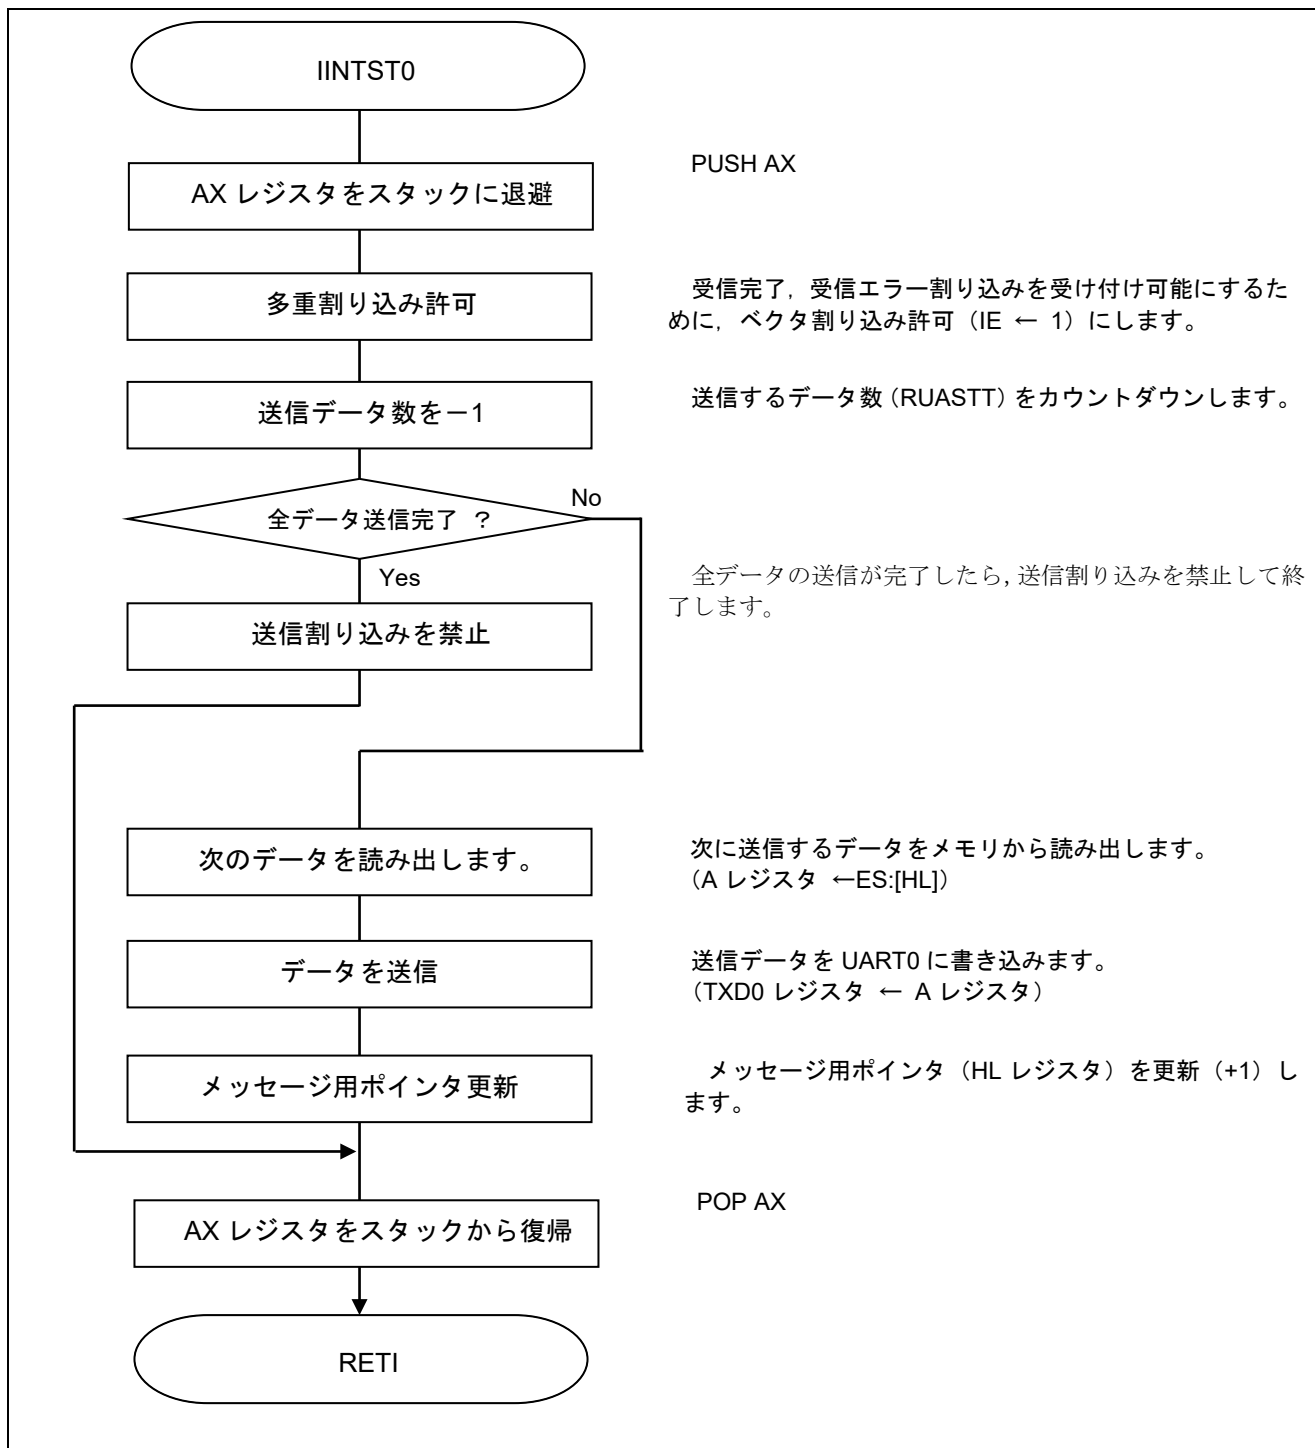 IINTST0
AX レジスタをスタックに退避
PUSH AX
多重割り込み許可
受信完了，受信エラー割り込みを受け付け可能にするた
めに，ベクタ割り込み許可（IE ← 1）にします。
送信データ数を－1
送信するデータ数（RUASTT）をカウントダウンします。
全データ送信完了 ？
No
Yes
全データの送信が完了したら，送信割り込みを禁止して終
了します。
送信割り込みを禁止
次のデータを読み出します。
次に送信するデータをメモリから読み出します。
（A レジスタ ←ES:[HL]）
データを送信
送信データを UART0 に書き込みます。
（TXD0 レジスタ ← A レジスタ）
メッセージ用ポインタ更新
メッセージ用ポインタ（HL レジスタ）を更新（+1）し
ます。
AX レジスタをスタックから復帰
POP AX
RETI